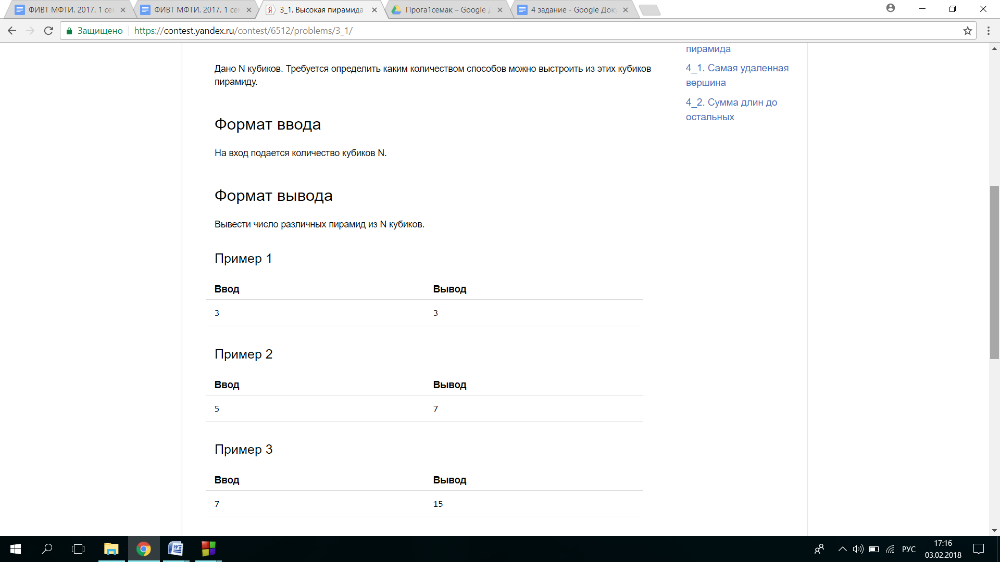 ФИВТ МФТИ. 2017. 1 се
ФИВТ МФТИ. 2017. 1 се
3_1. Высокая пирамида
Прога1семак – Google
4 задание - Google Док
Защищено
https://contest.yandex.ru/contest/6512/problems/3_1/
пирамида
4_1. Самая удаленная
вершина
4_2. Сумма длин до
остальных
Дано N кубиков. Требуется определить каким количеством способов можно выстроить из этих кубиков
пирамиду.
Формат ввода
На вход подается количество кубиков N.
Формат вывода
Вывести число различных пирамид из N кубиков.
Пример 1
Ввод Вывод
3 3
Пример 2
Ввод Вывод
5 7
Пример 3
Ввод Вывод
7 15
РУС
17:16
03.02.2018